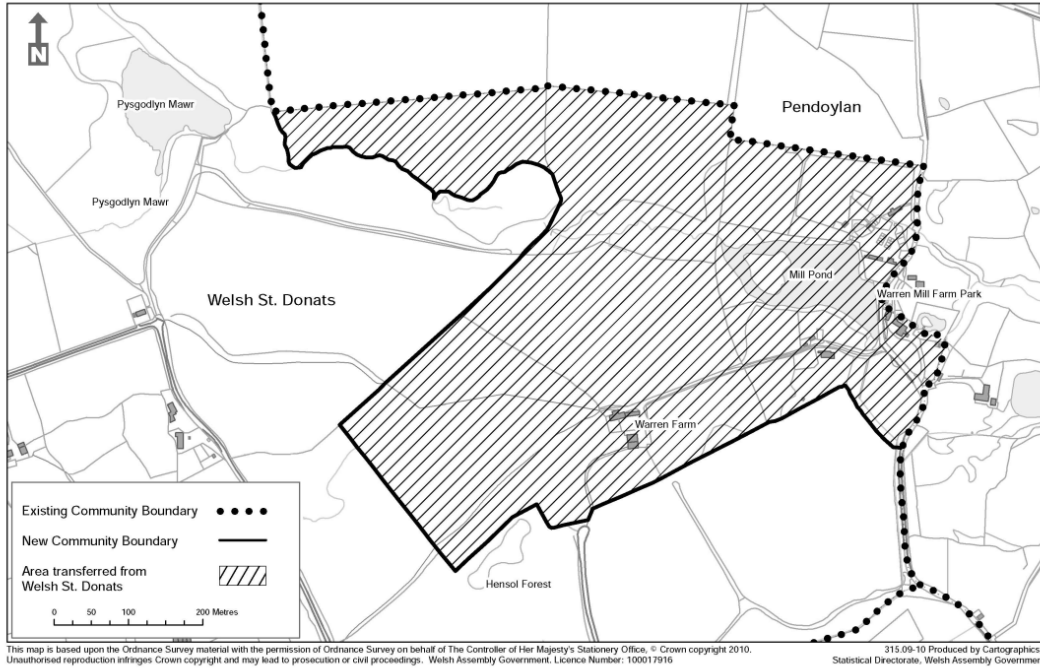 N
Pysgodlyn Mawr
Pendoylan
Pysgodlyn Mawr
Mill Pond
Welsh St. Donats
Warren Mill Farm Park
Warren Farm
Existing Community Boundary
New Community Boundary
Area transferred from
Welsh St. Donats
0 50 100 200 Metres
Hensol Forest
This map is based upon the Ordnance Survey material with the permission of Ordnance Survey on behalf of The Controller of Her Majesty's Stationery Office, © Crown copyright 2010.
Unauthorised reproduction infringes Crown copyright and may lead to prosecution or civil proceedings. Welsh Assembly Government. Licence Number: 100017916
315.09-10 Produced by Cartographics
Statistical Directorate, Welsh Assembly Government